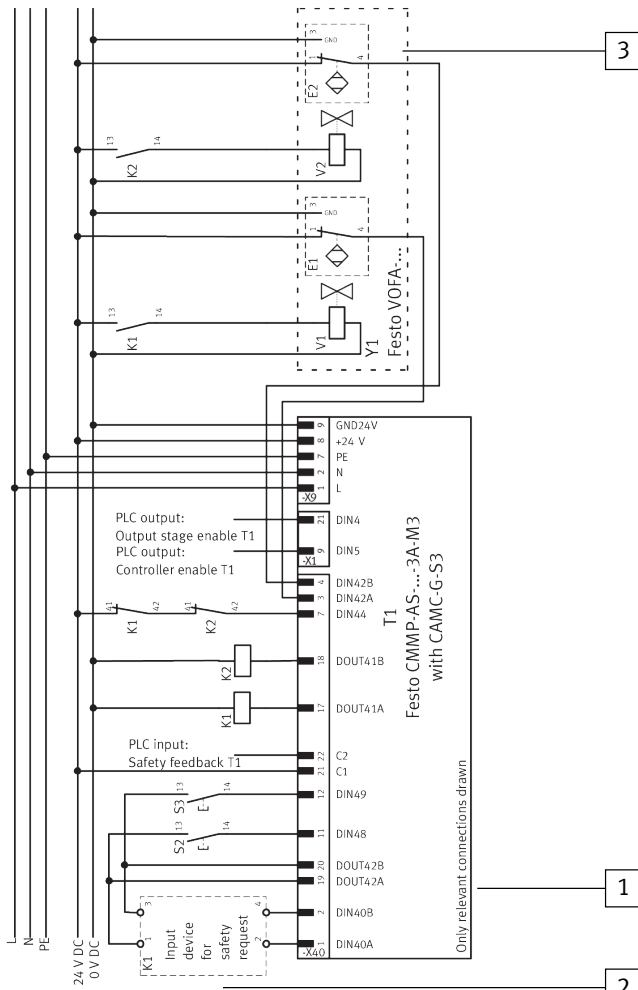 3
3
GND
1
4
E2
13
14
K2
V2
3
GND
1
4
E1
13
14
K1
V1
Y1
Festo VOFA-...
9 GND24V
8 +24 V
7 PE
2 N
1 L
-X9
PLC output:
Output stage enable T1
21 DIN4
PLC output:
Controller enable T1
9 DIN5
-X1
4 DIN42B
3 DIN42A
41 42 41 42
7 DIN44
K1
K2
T1
Festo CMMP-AS-...-3A-M3
with CAMC-G-S3
K2
18 DOUT41B
K1
17 DOUT41A
PLC input:
Safety feedback T1
22 C2
21 C1
S3 13 14
E
12 DIN49
S2 13 14
E
11 DIN48
20 DOUT42B
19 DOUT42A
3 4
2 DIN40B
1 2
1 DIN40A
-X40
K1
Input
device
for
safety
request
Only relevant connections drawn
1
L
N
PE
24 V DC
0 V DC
2